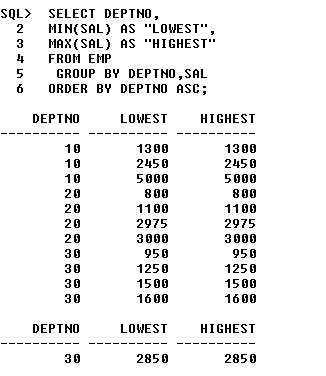 SQL> SELECT DEPTNO,
2 MIN(SAL) AS "LOWEST",
3 MAX(SAL) AS "HIGHEST"
4 FROM EMP
5 GROUP BY DEPTNO,SAL
6 ORDER BY DEPTNO ASC;
DEPTNO LOWEST HIGHEST
---------- ---------- ----------
10 1300 1300
10 2450 2450
10 5000 5000
20 800 800
20 1100 1100
20 2975 2975
20 3000 3000
30 950 950
30 1250 1250
30 1500 1500
30 1600 1600
DEPTNO LOWEST HIGHEST
---------- ---------- ----------
30 2850 2850